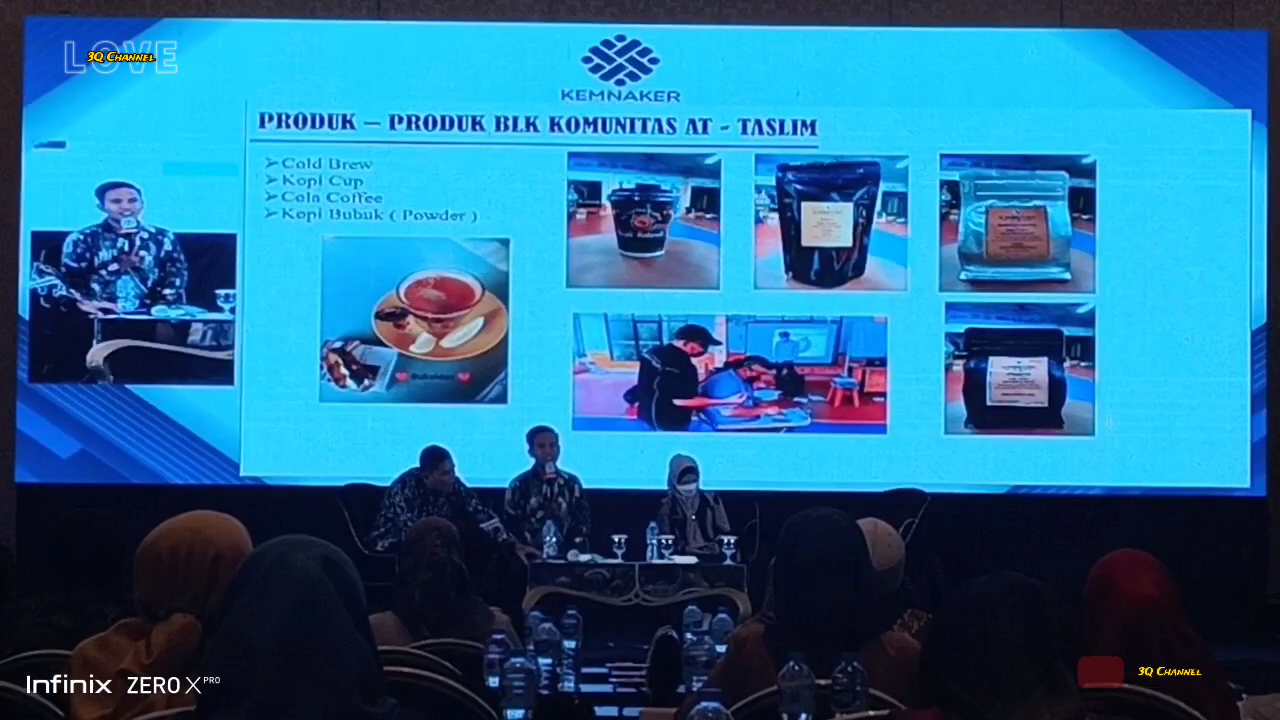 LOVE
3Q CHANNEL
KEMNAKER
PRODUK – PRODUK BLK KOMUNITAS AT - TASLIM
➢Cold Brew
➢Kopi Cup
➢Cola Coffee
➢Kopi Bubuk ( Powder )
Infinix ZERO X PRO
3Q CHANNEL